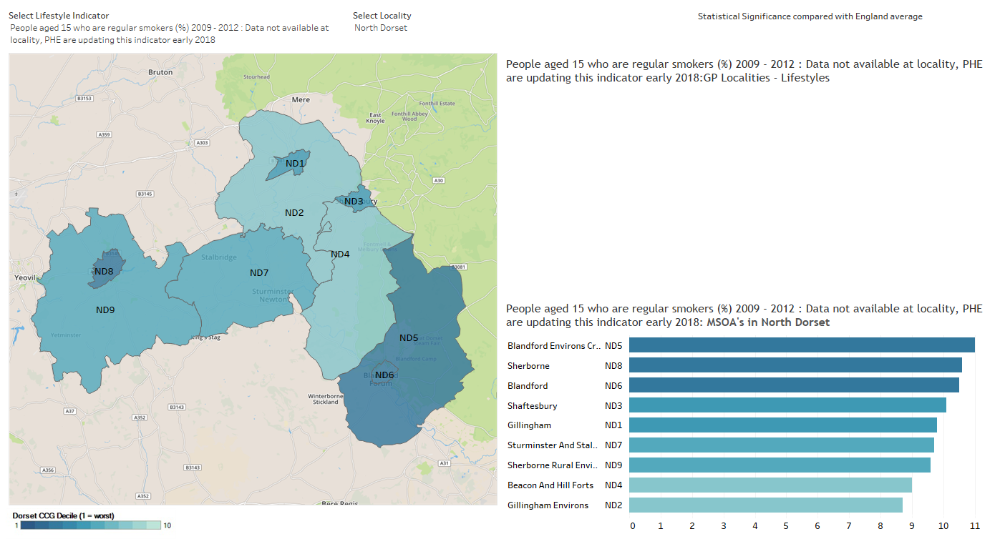 Select Lifestyle Indicator
People aged 15 who are regular smokers (%) 2009 - 2012 : Data not available at
locality, PHE are updating this indicator early 2018
Select Locality
North Dorset
Statistical Significance compared with England average
Bruton
Stourhead
Mere
B3153
East
Knoyle
Fonthill Estate
Fonthill Abbey
Wood
A359
A303
ND1
A30
B3145
ND3
ND2
ND4
Stalbridge
ND8
ND7
B3081
Yeovil
Sturminster
Newton
ND9
Yetminster
ND5
Steam Fair
Blandford Camp
ND6
Forum
Winterborne
Stickland
A37
B3143
A352
A31
A356
B3143
A352
Bere Regis
Dorset CCG Decile (1 = worst)
1 10
People aged 15 who are regular smokers (%) 2009 - 2012 : Data not available at locality, PHE
are updating this indicator early 2018:GP Localities - Lifestyles
People aged 15 who are regular smokers (%) 2009 - 2012 : Data not available at locality, PHE
are updating this indicator early 2018: MSOA's in North Dorset
Blandford Environs Cr.. ND5
Sherborne ND8
Blandford ND6
Shaftesbury ND3
Gillingham ND1
Sturminster And Stal.. ND7
Sherborne Rural Envi.. ND9
Beacon And Hill Forts ND4
Gillingham Environs ND2
0 1 2 3 4 5 6 7 8 9 10 11